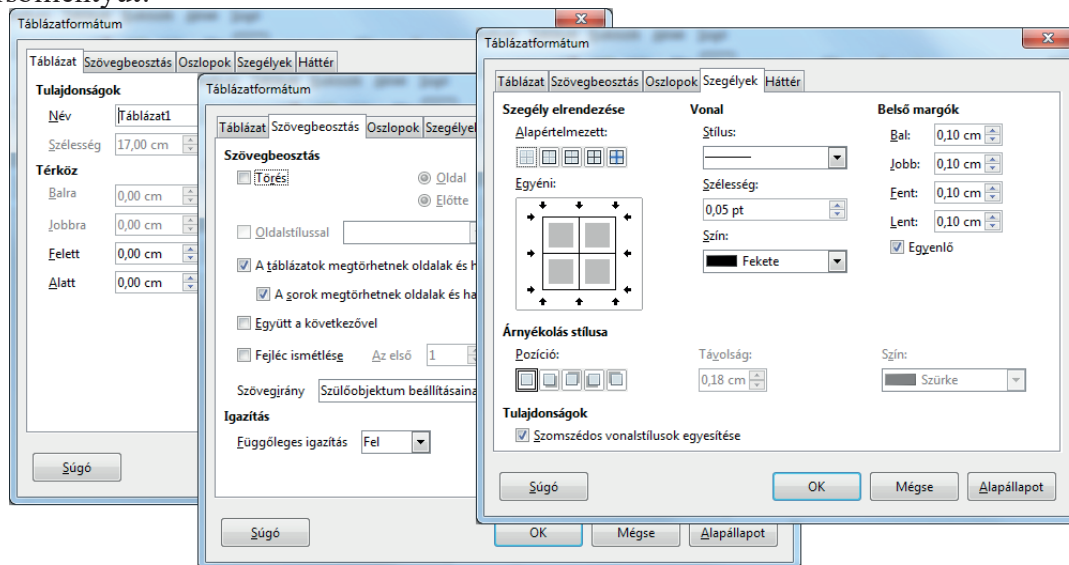 Táblázatformátum
Táblázat Szövegbeosztás Oszlopok Szegélyek Háttér
Tulajdonságok
Név Táblázat1
Szélesség 17,00 cm
Térköz
Balra 0,00 cm
Jobbra 0,00 cm
Felett 0,00 cm
Alatt 0,00 cm
Súgó
Táblázatformátum
Táblázat Szövegbeosztás Oszlopok Szegélyek
Szövegbeosztás
Törés Oldal
Előtte
Oldalstílussal
A táblázatok megtörhetnek oldalak és h
A sorok megtörhetnek oldalak és ha
Együtt a következővel
Fejléc ismétlése Az első 1
Szövegirány Szülőobjektum beállításaina
Igazítás
Függőleges igazítás Fel
Súgó OK Mégse Alapállapot
Táblázatformátum
Táblázat Szövegbeosztás Oszlopok Szegélyek Háttér
Szegély elrendezése Vonal Belső margók
Alapértelmezett: Stílus: Bal: 0,10 cm
Jobb: 0,10 cm
Egyéni: Szélesség: Fent: 0,10 cm
0,05 pt Lent: 0,10 cm
Szín: Egyenlő
Fekete
Árnyékolás stílusa
Pozíció: Távolság: Szín:
0,18 cm Szürke
Tulajdonságok
Szomszédos vonalstílusok egyesítése
Súgó OK Mégse Alapállapot